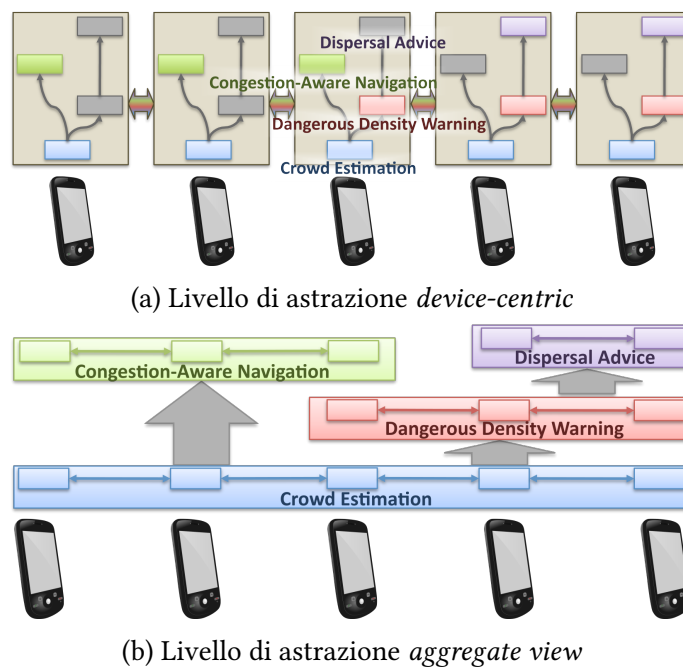 Dispersal Advice
Congestion-Aware Navigation
Dangerous Density Warning
Crowd Estimation
(a) Livello di astrazione device-centric
Congestion-Aware Navigation
Dispersal Advice
Dangerous Density Warning
Crowd Estimation
(b) Livello di astrazione aggregate view